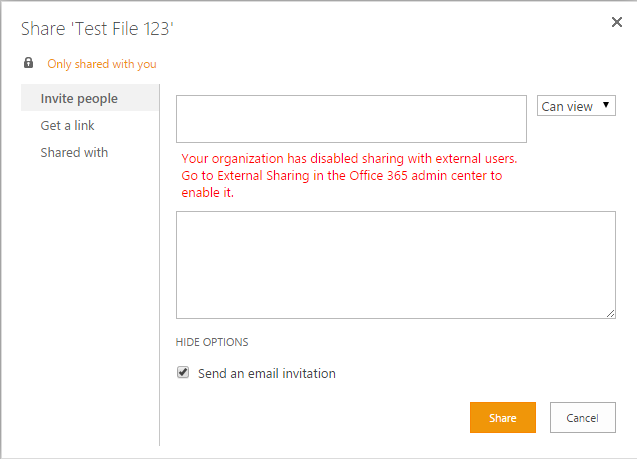 Share 'Test File 123'
Only shared with you
Invite people
Get a link
Shared with
Can view
Your organization has disabled sharing with external users.
Go to External Sharing in the Office 365 admin center to
enable it.
HIDE OPTIONS
Send an email invitation
Share
Cancel